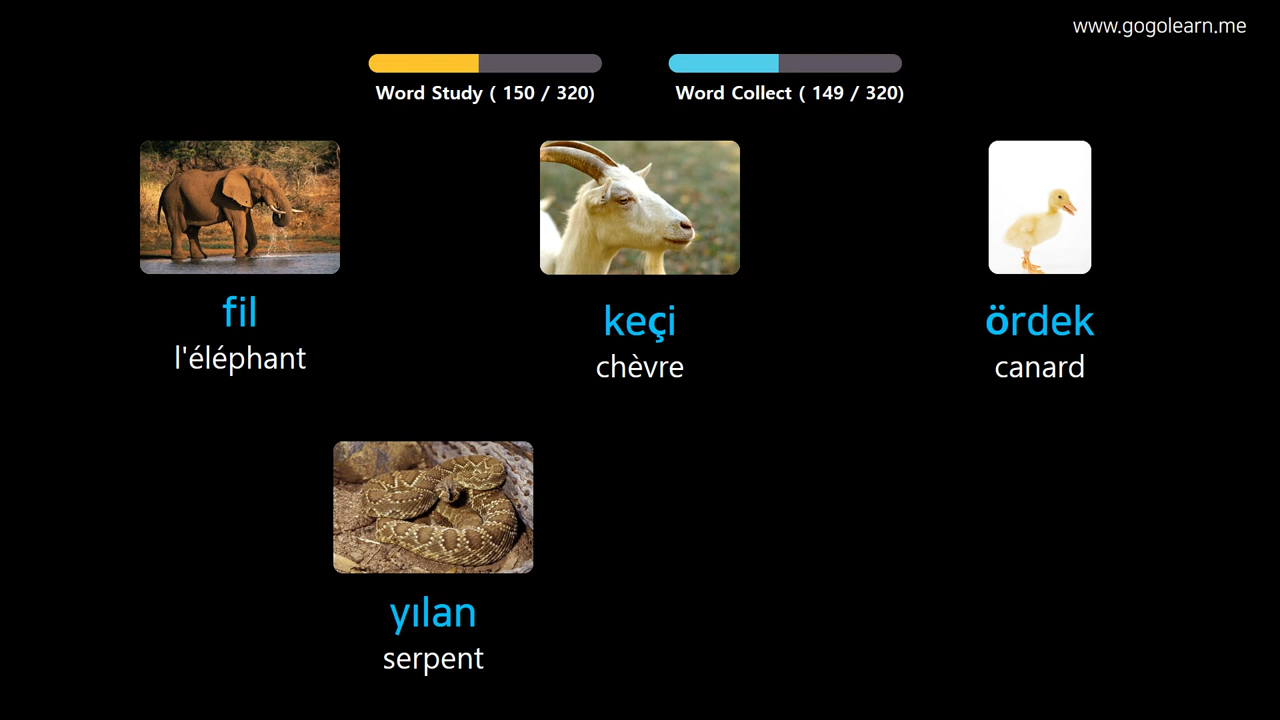 www.gogolearn.me
Word Study ( 150 / 320)
Word Collect ( 149 / 320)
fil
l'éléphant
keçi
chèvre
ördek
canard
yılan
serpent